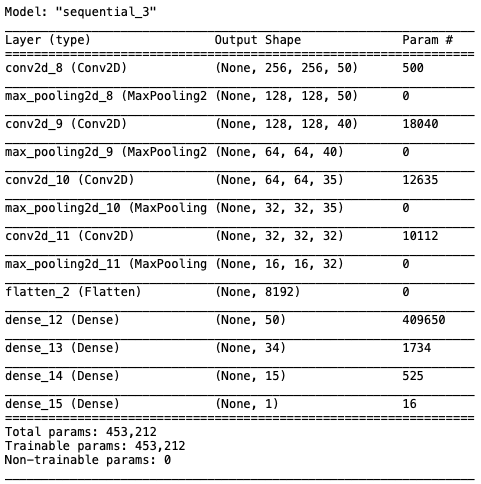 Model: "sequential_3"
Layer (type) Output Shape Param #
conv2d_8 (Conv2D) (None, 256, 256, 50) 500
max_pooling2d_8 (MaxPooling2 (None, 128, 128, 50) 0
conv2d_9 (Conv2D) (None, 128, 128, 40) 18040
max_pooling2d_9 (MaxPooling2 (None, 64, 64, 40) 0
conv2d_10 (Conv2D) (None, 64, 64, 35) 12635
max_pooling2d_10 (MaxPooling (None, 32, 32, 35) 0
conv2d_11 (Conv2D) (None, 32, 32, 32) 10112
max_pooling2d_11 (MaxPooling (None, 16, 16, 32) 0
flatten_2 (Flatten) (None, 8192) 0
dense_12 (Dense) (None, 50) 409650
dense_13 (Dense) (None, 34) 1734
dense_14 (Dense) (None, 15) 525
dense_15 (Dense) (None, 1) 16
Total params: 453,212
Trainable params: 453,212
Non-trainable params: 0